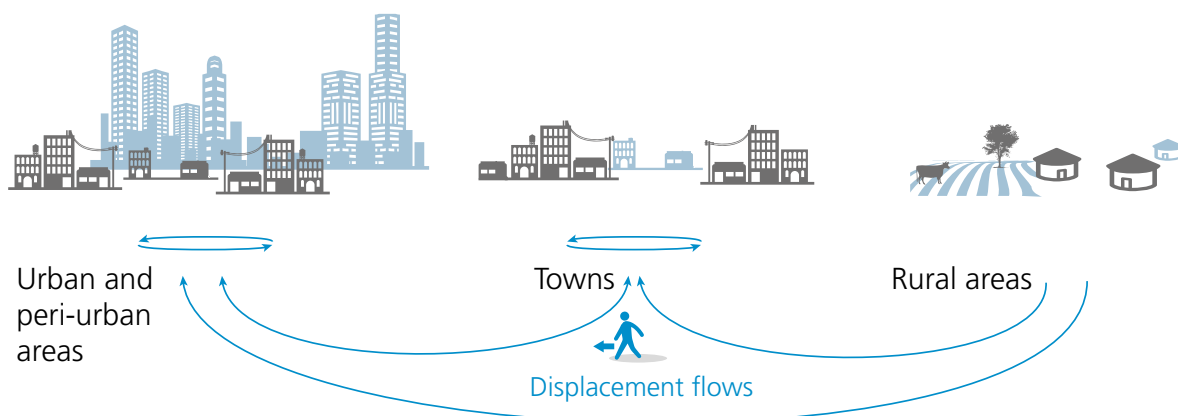 Urban and
peri-urban
areas
Towns
Rural areas
Displacement flows